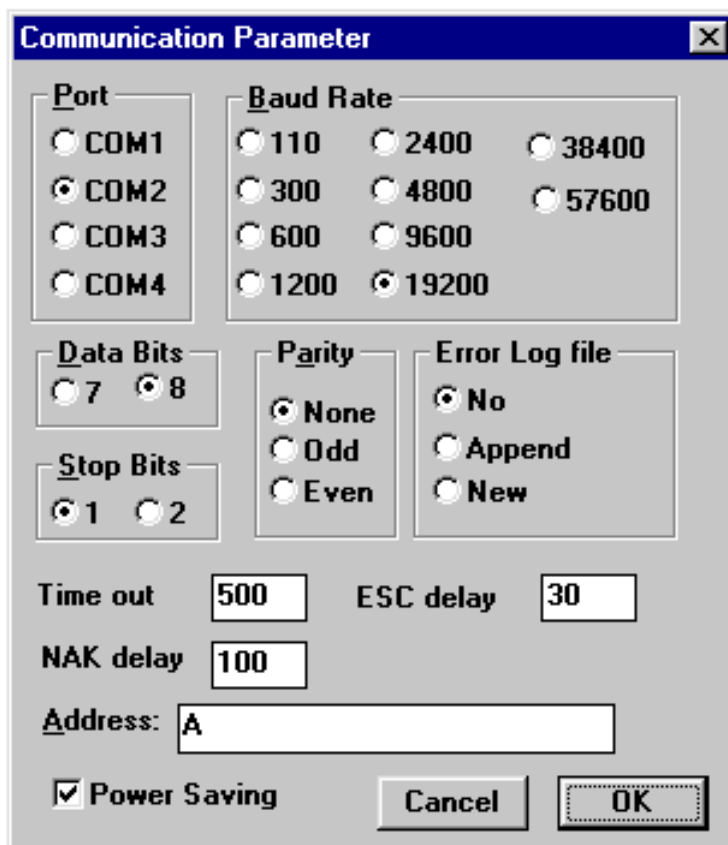 Communication Parameter
Port
COM1
COM2
COM3
COM4
Baud Rate
110 2400 38400
300 4800 57600
600 9600
1200 19200
Data Bits
7 8
Parity
None
Odd
Even
Error Log file
No
Append
New
Stop Bits
1 2
Time out 500 ESC delay 30
NAK delay 100
Address: A
Power Saving Cancel OK